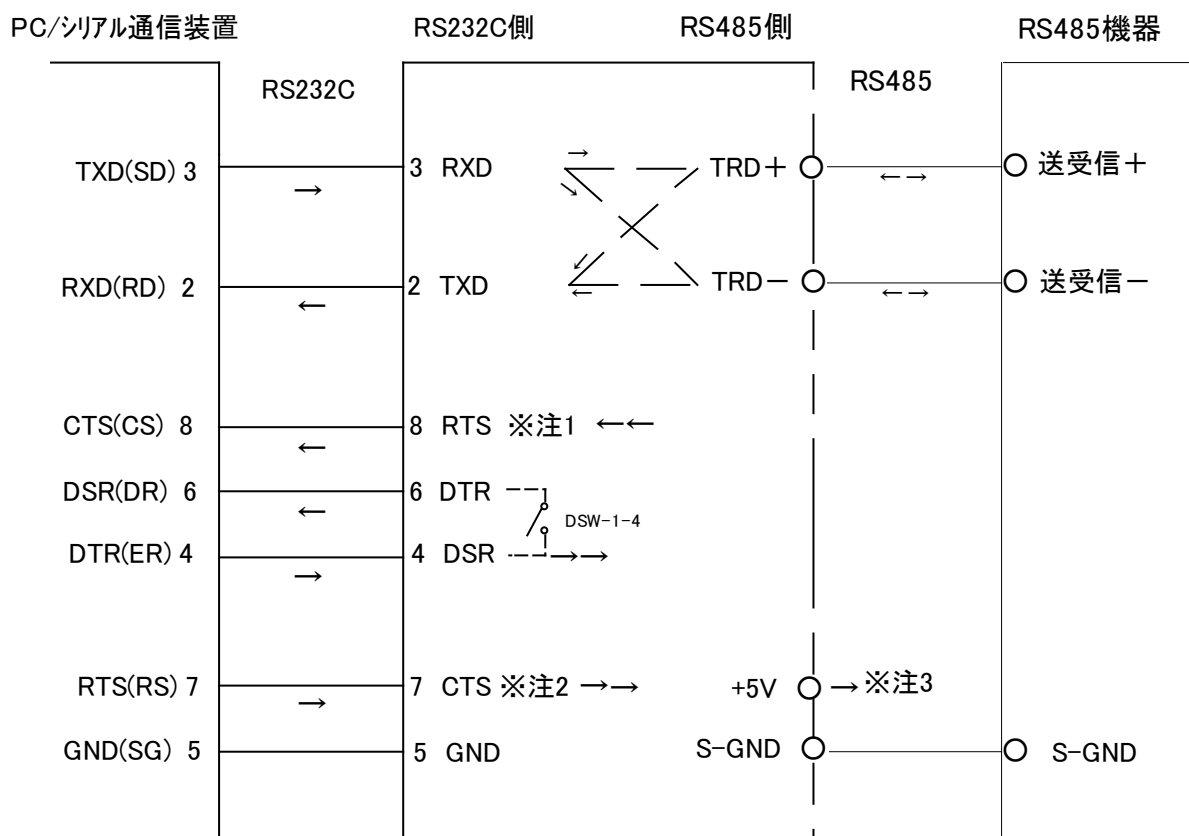 PC/シリアル通信装置 RS232C側 RS485側 RS485機器
RS232C RS485
TXD(SD) 3 3 RXD → TRD＋ 送受信＋
→ ↘ ←→
RXD(RD) 2 2 TXD ↙ TRD－ 送受信－
← ← ←→
CTS(CS) 8 8 RTS ※注1 ←←
←
DSR(DR) 6 6 DTR
← DSW-1-4
DTR(ER) 4 4 DSR →→
→
RTS(RS) 7 7 CTS ※注2 →→ +5V →※注3
→
GND(SG) 5 5 GND S-GND S-GND